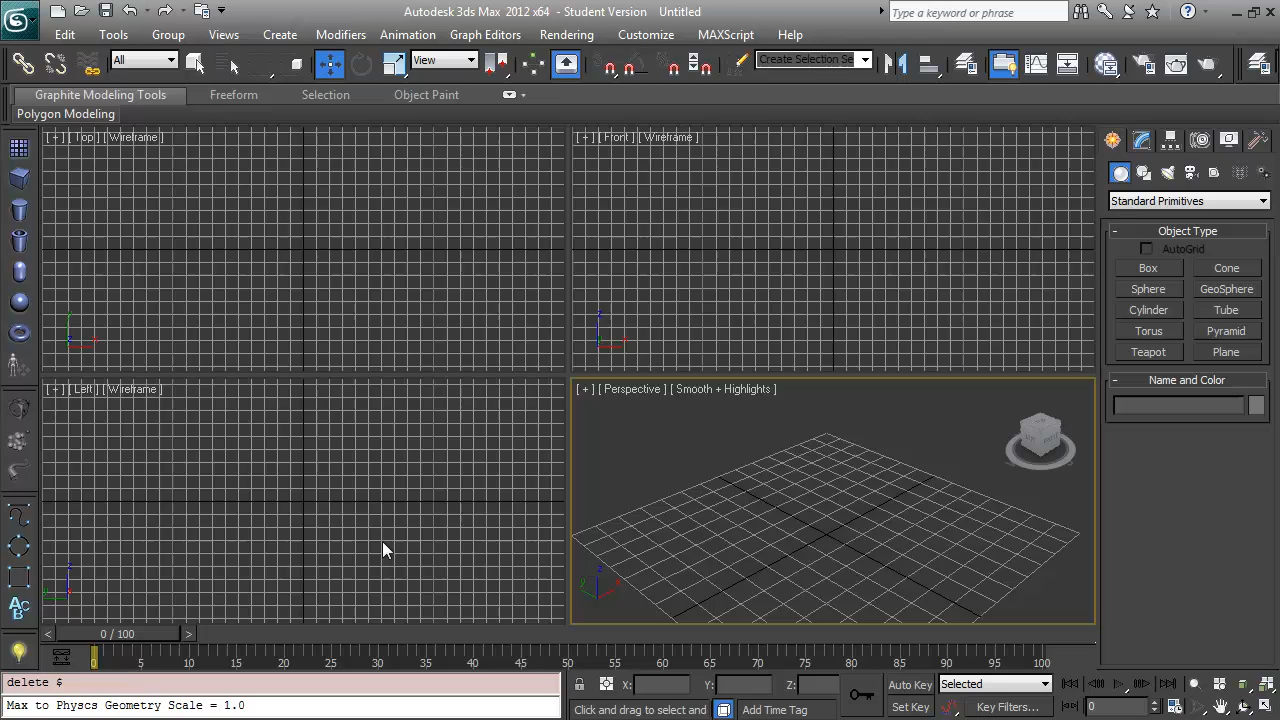 Autodesk 3ds Max 2012 x64 - Student Version Untitled
Type a keyword or phrase
Edit Tools Group Views Create Modifiers Animation Graph Editors Rendering Customize MAXScript Help
All
View
Create Selection Se
Graphite Modeling Tools Freeform Selection Object Paint
Polygon Modeling
[ + ] [ Top ] [ Wireframe ]
[ + ] [ Front ] [ Wireframe ]
Standard Primitives
- Object Type
AutoGrid
Box Cone
Sphere GeoSphere
Cylinder Tube
Torus Pyramid
Teapot Plane
- Name and Color
[ + ] [ Left ] [ Wireframe ]
[ + ] [ Perspective ] [ Smooth + Highlights ]
ABC
< 0 / 100 >
0 5 10 15 20 25 30 35 40 45 50 55 60 65 70 75 80 85 90 95 100
delete $
X: Y: Z:
Auto Key Selected
Max to Physcs Geometry Scale = 1.0
Click and drag to select and
Add Time Tag
Set Key Key Filters...
0